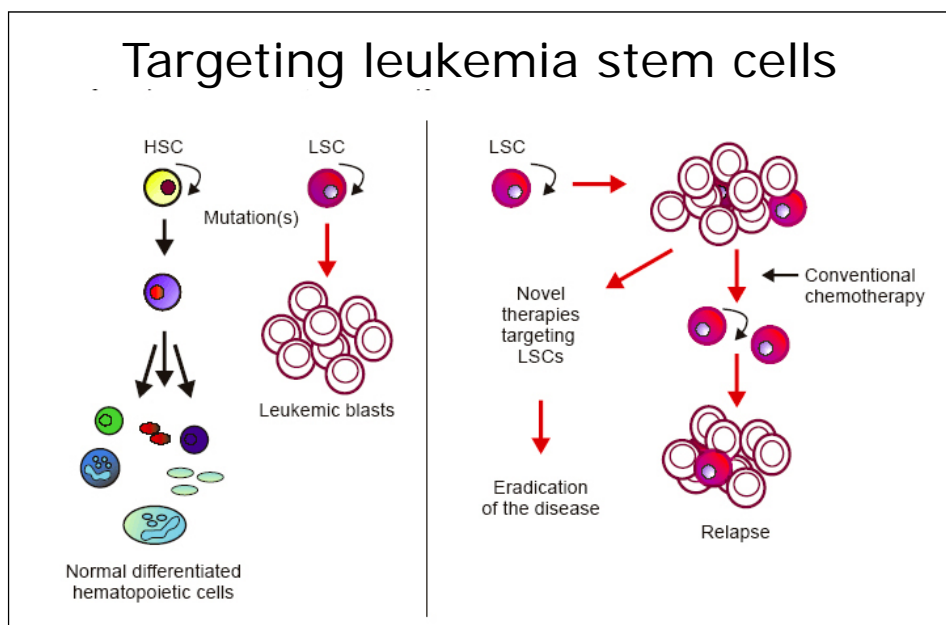 Targeting leukemia stem cells
HSC
LSC
Mutation(s)
Leukemic blasts
Normal differentiated
hematopoietic cells
LSC
Conventional
chemotherapy
Novel
therapies
targeting
LSCs
Eradication
of the disease
Relapse